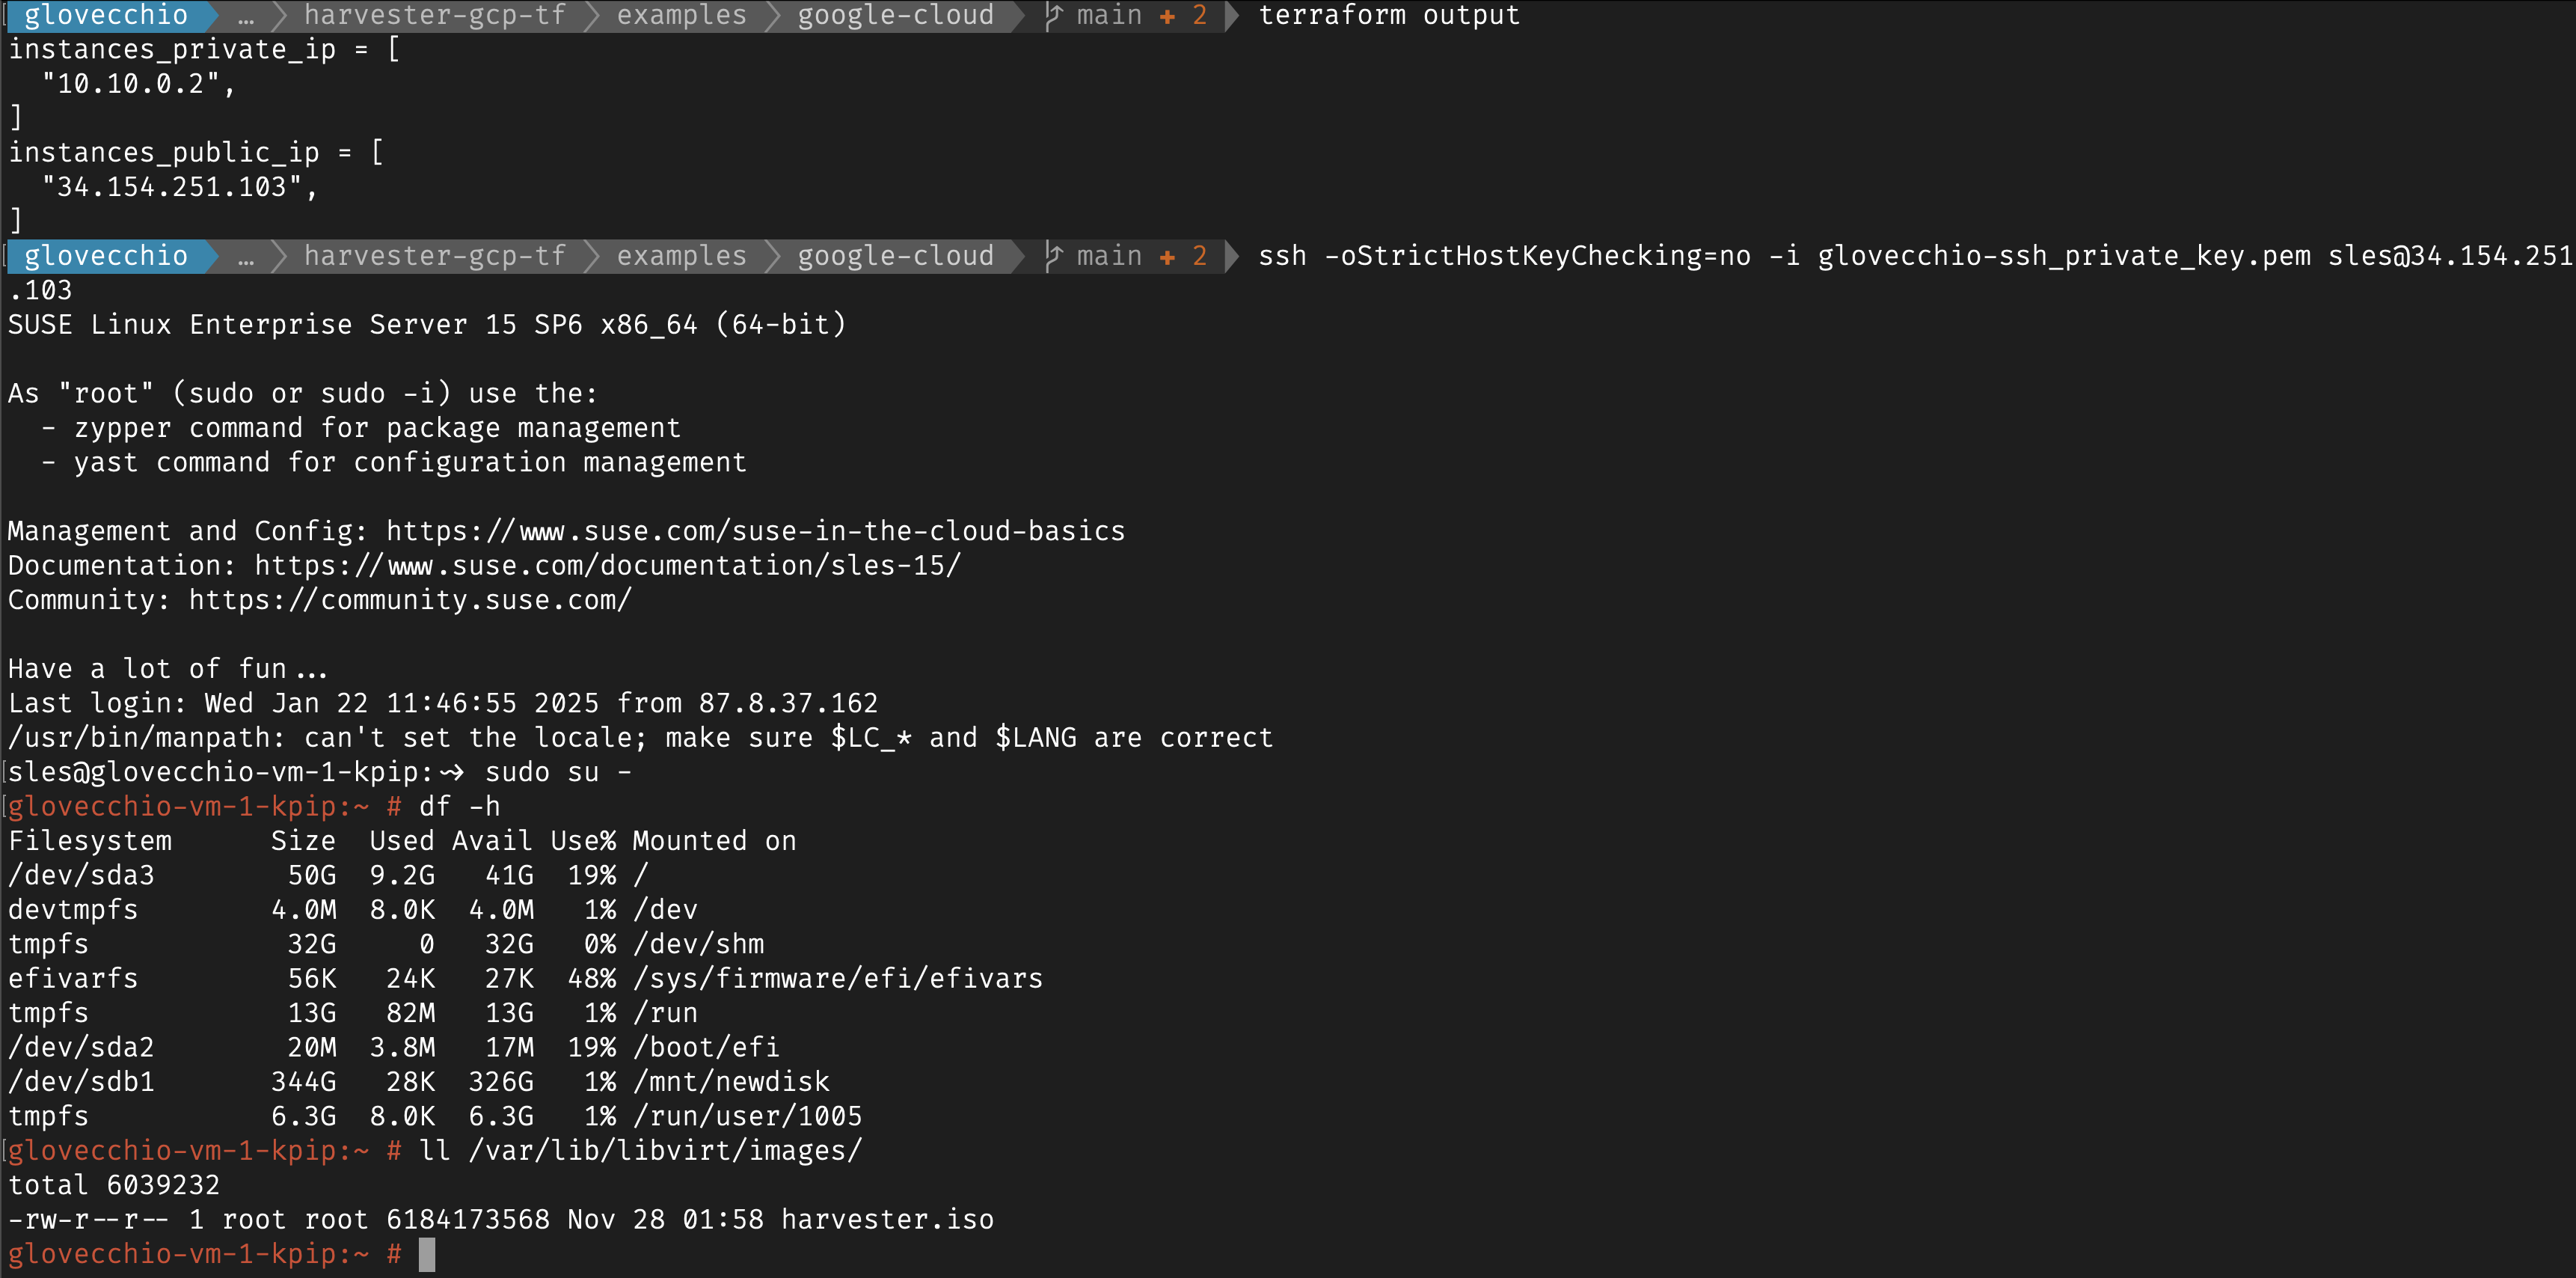 glovecchio … harvester-gcp-tf examples google-cloud main + 2 terraform output
instances_private_ip = [
  "10.10.0.2",
]
instances_public_ip = [
  "34.154.251.103",
]
glovecchio … harvester-gcp-tf examples google-cloud main + 2 ssh -oStrictHostKeyChecking=no -i glovecchio-ssh_private_key.pem sles@34.154.251
.103
SUSE Linux Enterprise Server 15 SP6 x86_64 (64-bit)
As "root" (sudo or sudo -i) use the:
  - zypper command for package management
  - yast command for configuration management
Management and Config: https://www.suse.com/suse-in-the-cloud-basics
Documentation: https://www.suse.com/documentation/sles-15/
Community: https://community.suse.com/
Have a lot of fun...
Last login: Wed Jan 22 11:46:55 2025 from 87.8.37.162
/usr/bin/manpath: can't set the locale; make sure $LC_* and $LANG are correct
sles@glovecchio-vm-1-kpip:~> sudo su -
glovecchio-vm-1-kpip:~ # df -h
Filesystem      Size  Used Avail Use% Mounted on
/dev/sda3        50G  9.2G   41G  19% /
devtmpfs        4.0M  8.0K  4.0M   1% /dev
tmpfs            32G     0   32G   0% /dev/shm
efivarfs         56K   24K   27K  48% /sys/firmware/efi/efivars
tmpfs            13G   82M   13G   1% /run
/dev/sda2        20M  3.8M   17M  19% /boot/efi
/dev/sdb1       344G   28K  326G   1% /mnt/newdisk
tmpfs           6.3G  8.0K  6.3G   1% /run/user/1005
glovecchio-vm-1-kpip:~ # ll /var/lib/libvirt/images/
total 6039232
-rw-r--r-- 1 root root 6184173568 Nov 28 01:58 harvester.iso
glovecchio-vm-1-kpip:~ #